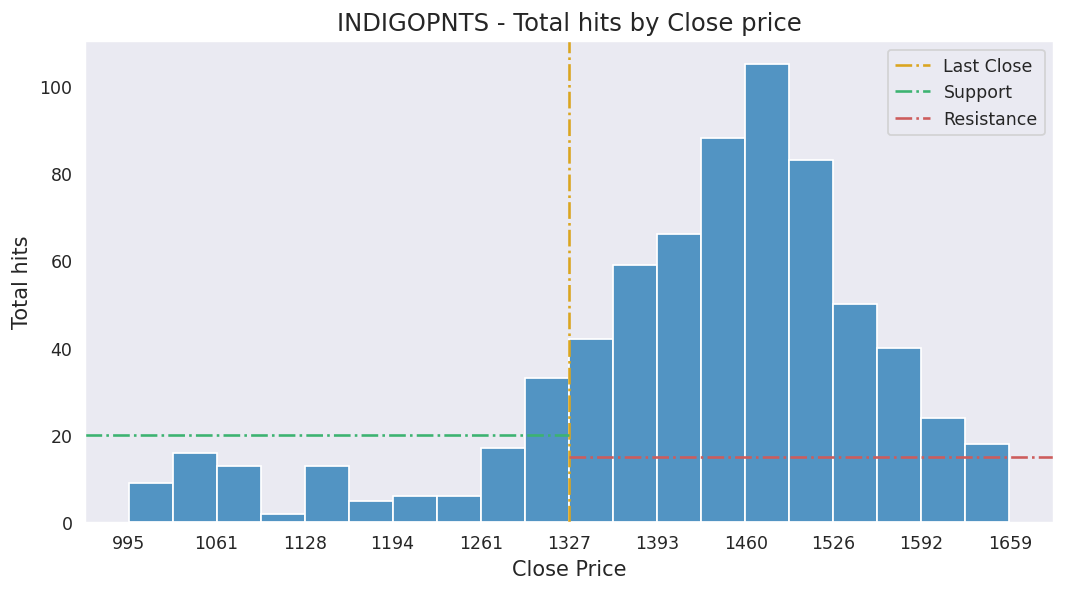 INDIGOPNTS - Total hits by Close price
Last Close
Support
Resistance
Total hits
100
80
60
40
20
0
995 1061 1128 1194 1261 1327 1393 1460 1526 1592 1659
Close Price